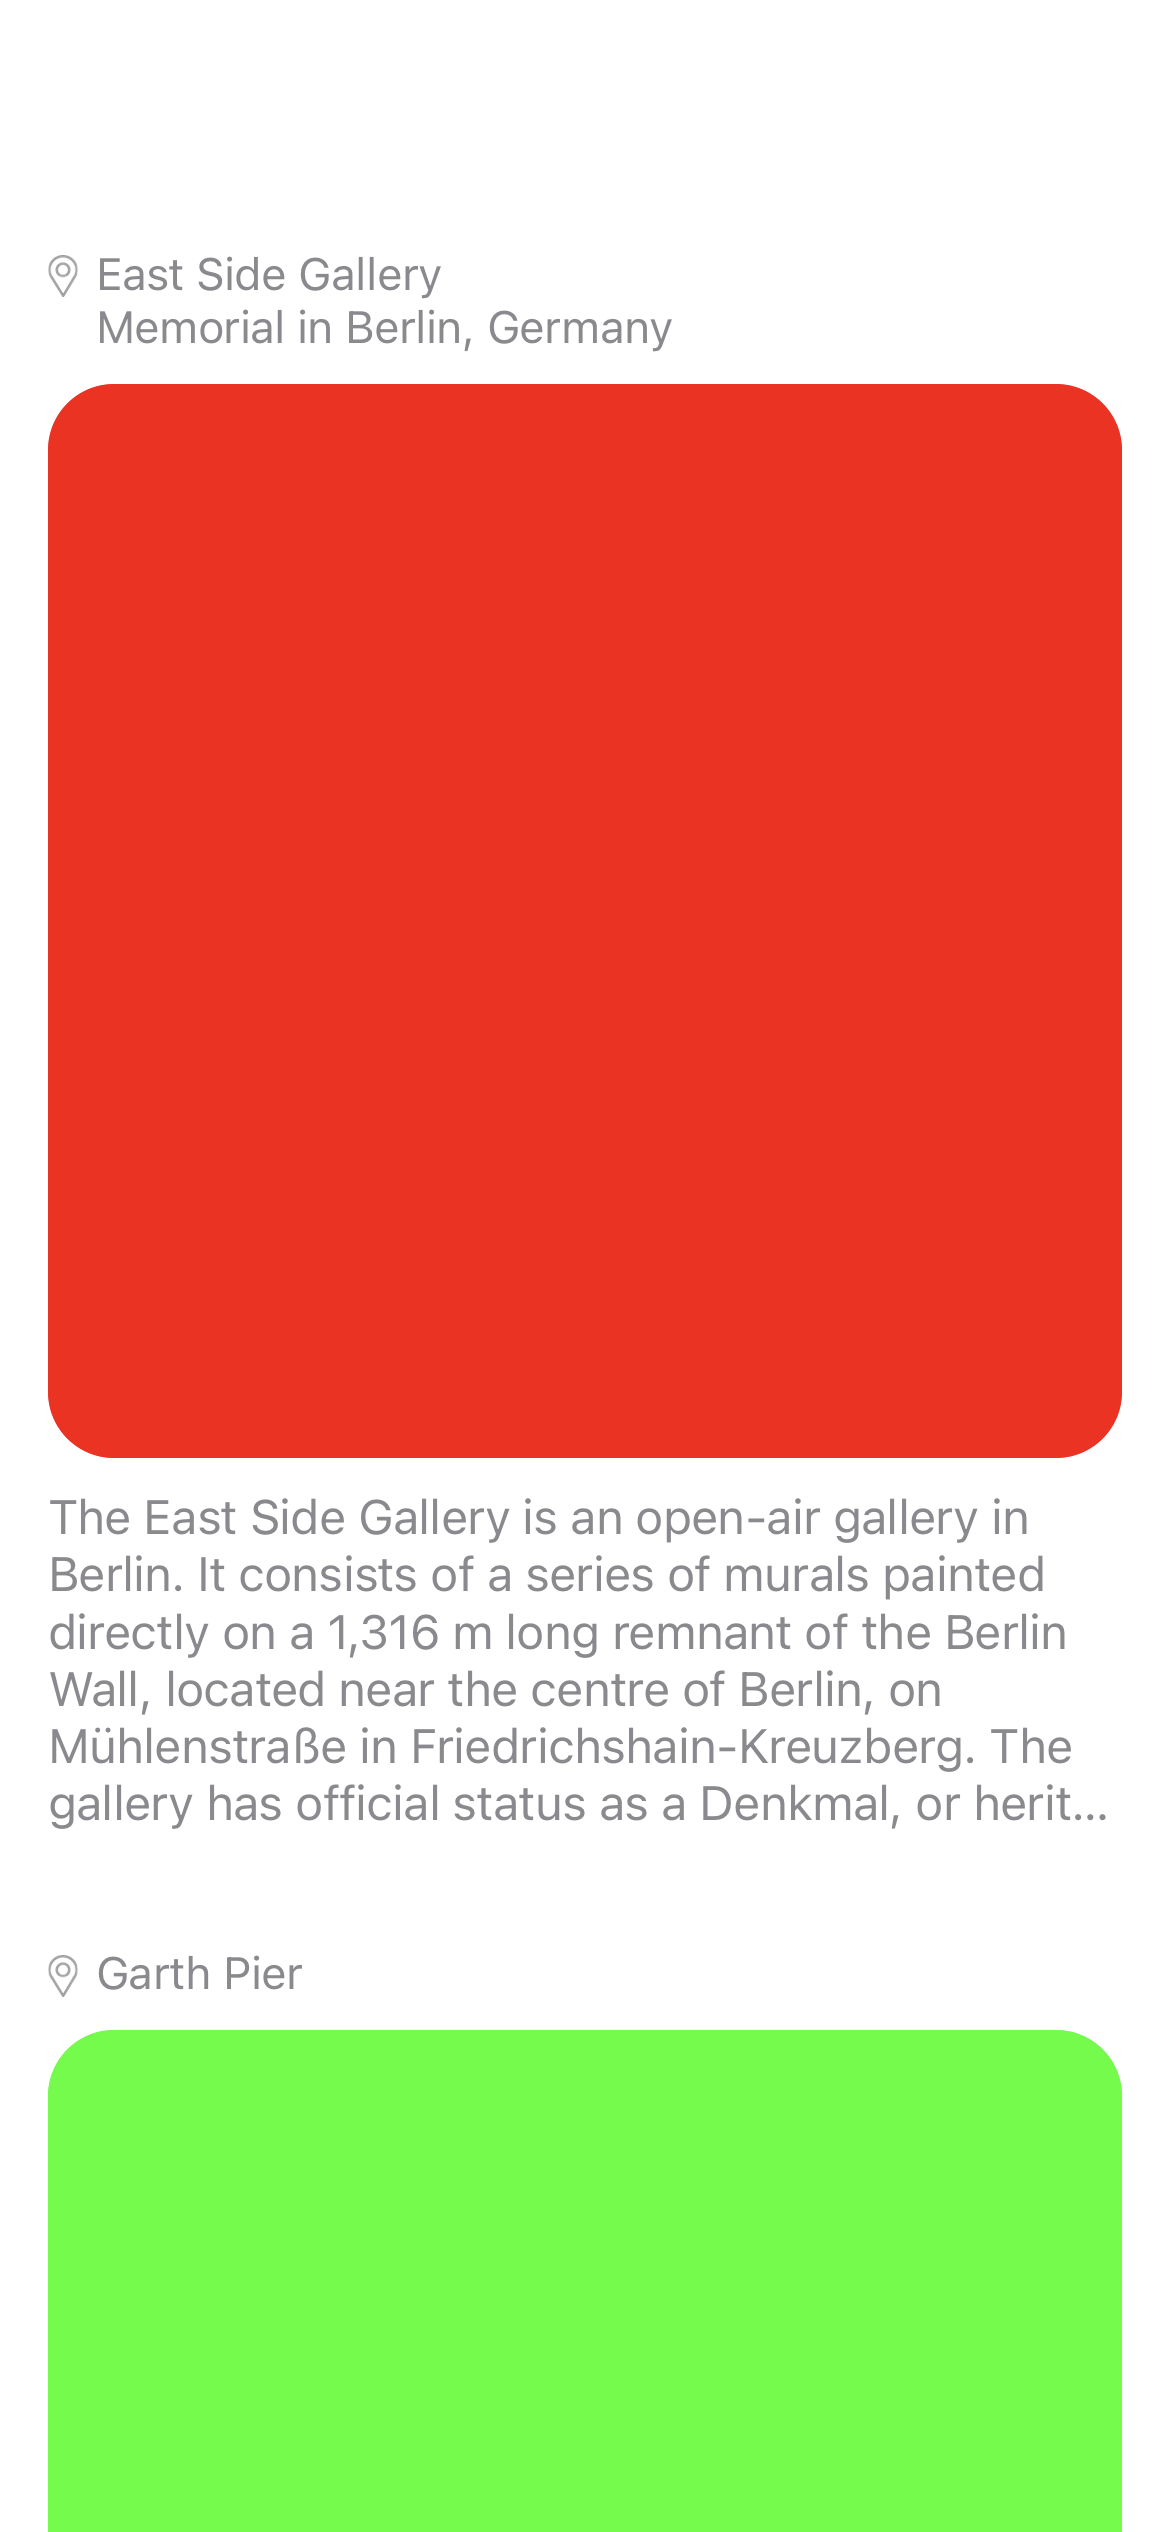 East Side Gallery
Memorial in Berlin, Germany
The East Side Gallery is an open-air gallery in
Berlin. It consists of a series of murals painted
directly on a 1,316 m long remnant of the Berlin
Wall, located near the centre of Berlin, on
Mühlenstraße in Friedrichshain-Kreuzberg. The
gallery has official status as a Denkmal, or herit...
Garth Pier